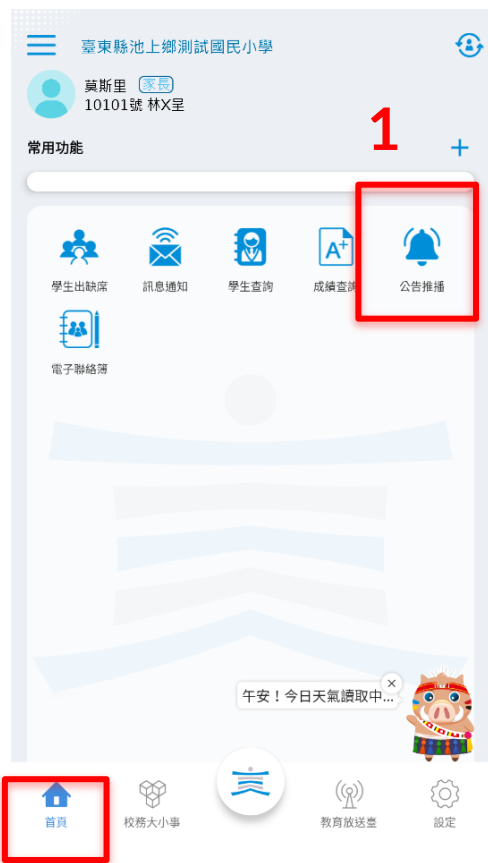 臺東縣池上鄉測試國民小學
莫斯里 家長
10101號 林X呈
1
常用功能
學生出缺席 訊息通知 學生查詢 成績查詢 公告推播
A+
電子聯絡簿
午安！今日天氣讀取中...
首頁 校務大小事 教育放送臺 設定